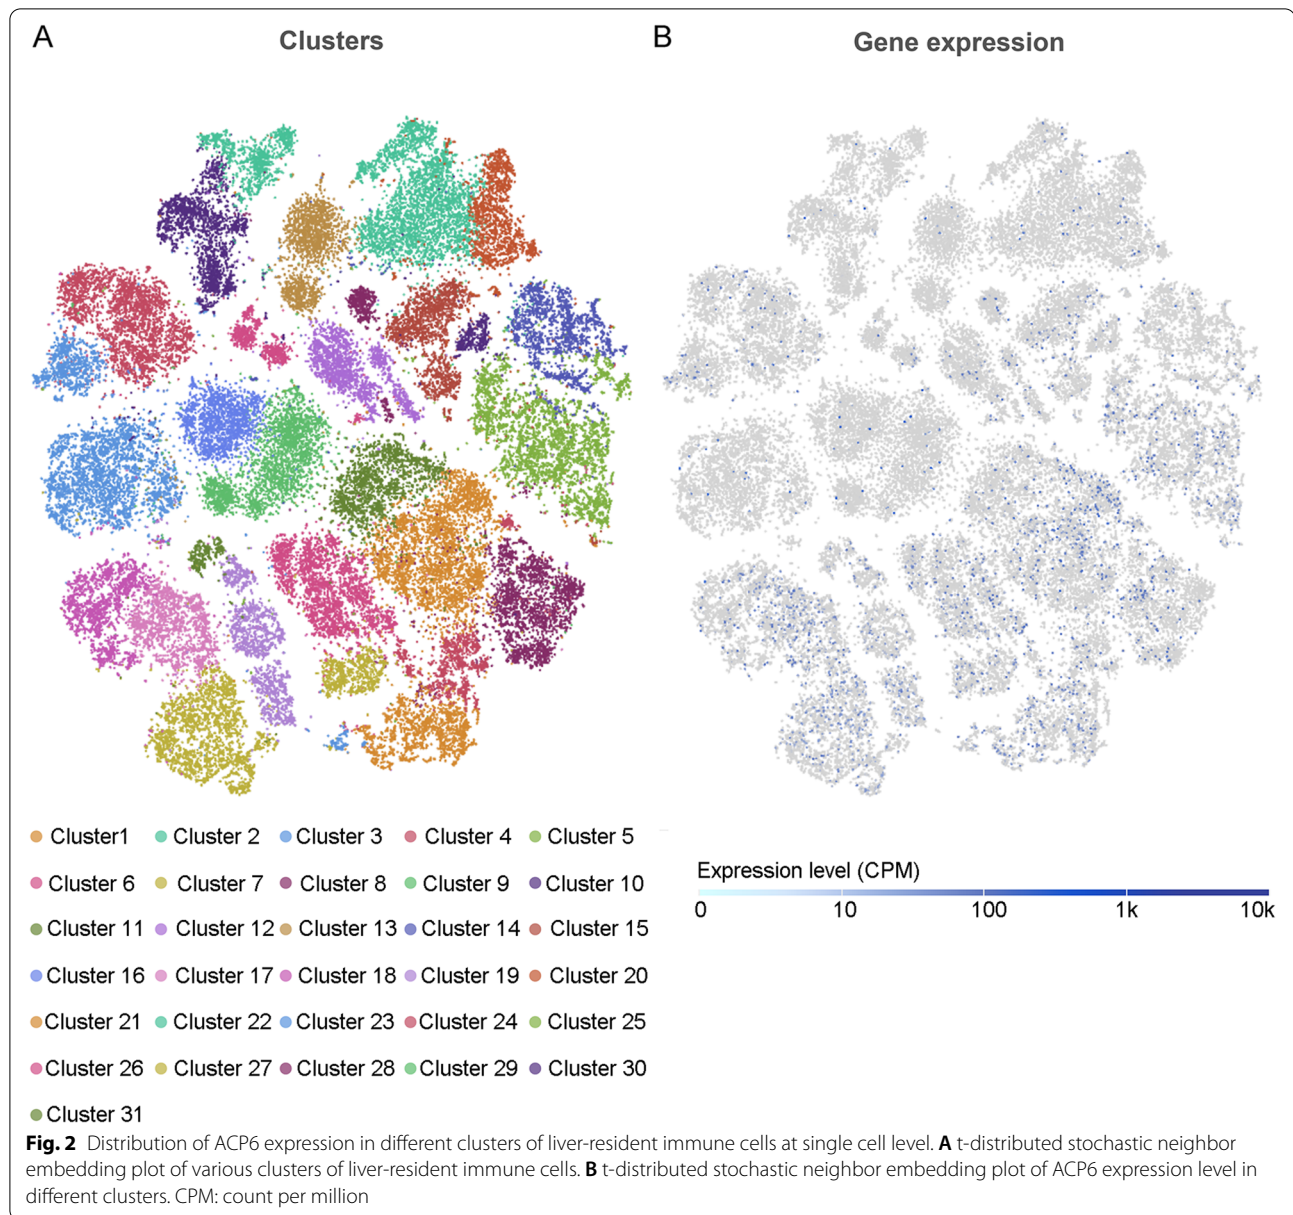 A
Clusters
B
Gene expression
Cluster1 Cluster 2 Cluster 3 Cluster 4 Cluster 5
Cluster 6 Cluster 7 Cluster 8 Cluster 9 Cluster 10
Cluster 11 Cluster 12 Cluster 13 Cluster 14 Cluster 15
Cluster 16 Cluster 17 Cluster 18 Cluster 19 Cluster 20
Cluster 21 Cluster 22 Cluster 23 Cluster 24 Cluster 25
Cluster 26 Cluster 27 Cluster 28 Cluster 29 Cluster 30
Cluster 31
Expression level (CPM)
0 10 100 1k 10k
Fig. 2 Distribution of ACP6 expression in different clusters of liver-resident immune cells at single cell level. A t-distributed stochastic neighbor
embedding plot of various clusters of liver-resident immune cells. B t-distributed stochastic neighbor embedding plot of ACP6 expression level in
different clusters. CPM: count per million